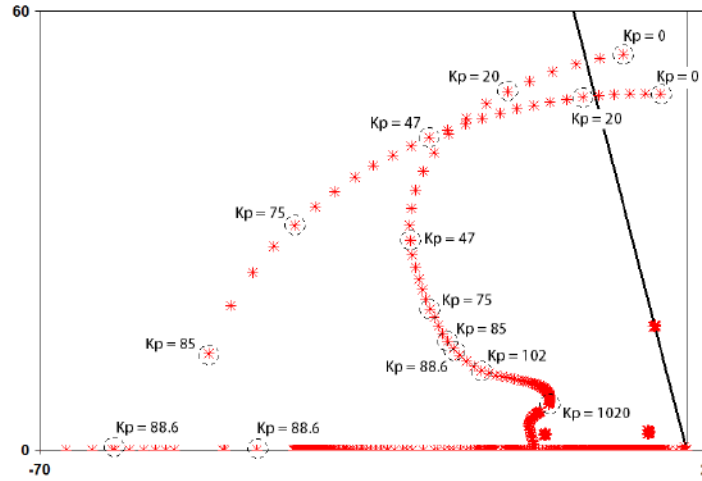 60
Kp = 0
Kp = 20
Kp = 0
Kp = 47
Kp = 20
Kp = 75
Kp = 47
Kp = 75
Kp = 85
Kp = 85
Kp = 88.6
Kp = 102
Kp = 1020
Kp = 88.6
Kp = 88.6
0
-70